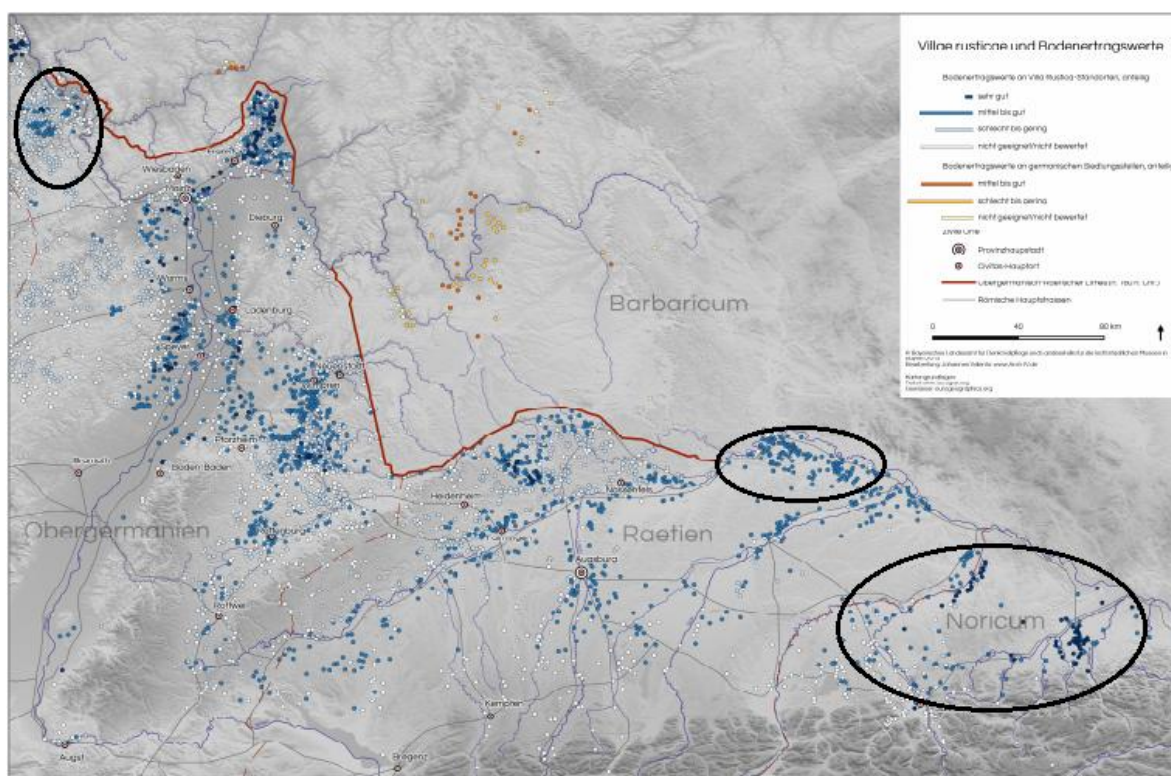 Villae rusticae und Bodenertragswerte
Bodenertragswerte an Villa Rustica-Standorten, anteilig
sehr gut
mittel bis gut
schlecht bis gering
nicht geeignet/nicht bewertet
Bodenertragswerte an germanischen Siedlungsstellen, anteilig
mittel bis gut
schlecht bis gering
nicht geeignet/nicht bewertet
Provinzhauptstadt
Civitas-Hauptort
Römische Hauptstrassen
0 40 80 km
Wiesbaden
Mainz
Dieburg
Worms
Ladenburg
Barbaricum
Pforzheim
Baden-Baden
Heidenheim
Nassenfels
Obergermanien
Raetien
Augsburg
Rottweil
Noricum
Kempten
Augst
Bregenz